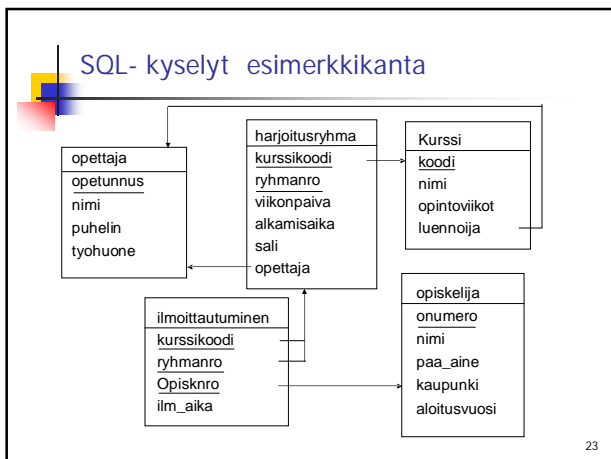 SQL- kyselyt esimerkkikanta
opettaja
opetunnus
nimi
puhelin
tyohuone
harjoitusryhma
kurssikoodi
ryhmanro
viikonpaiva
alkamisaika
sali
opettaja
Kurssi
koodi
nimi
opintoviikot
luennoija
ilmoittautuminen
kurssikoodi
ryhmanro
Opisknro
ilm_aika
opiskelija
onumero
nimi
paa_aine
kaupunki
aloitusvuosi
23